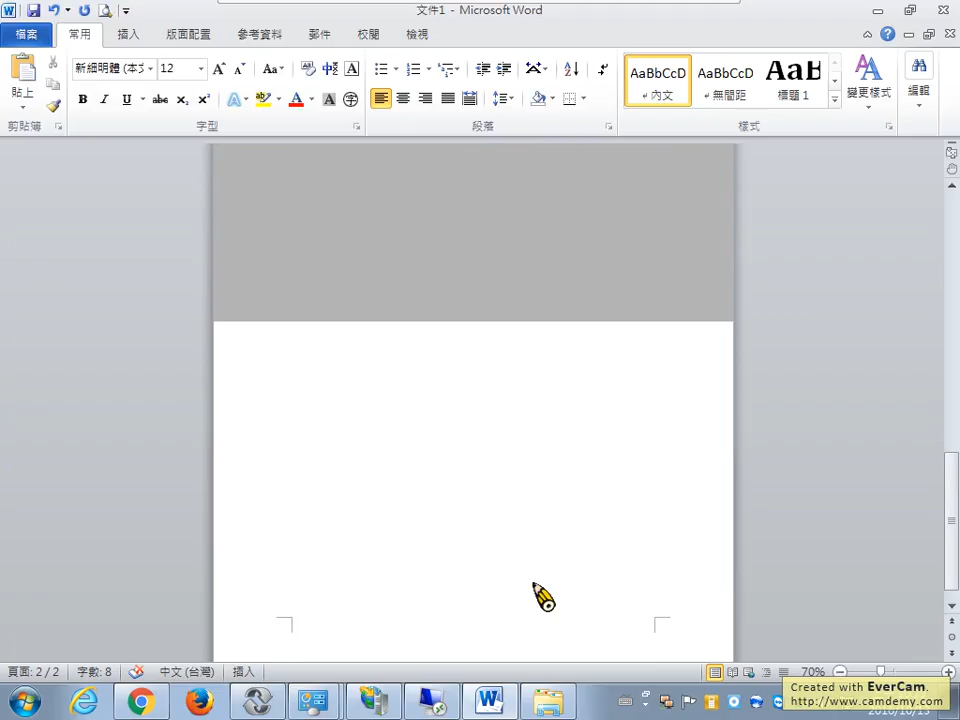 文件1 - Microsoft Word
檔案 常用 插入 版面配置 參考資料 郵件 校閱 檢視
新細明體 (本文 12 Aa
貼上
B I U abc x₂ x² A A A 字
AaBbCcD AaBbCcD AaB
內文 無間距 標題 1
變更樣式 編輯
剪貼簿 字型 段落 樣式
頁面: 2 / 2 字數: 8 中文 (台灣) 插入 70%
Created with EverCam.
http://www.camdemy.com